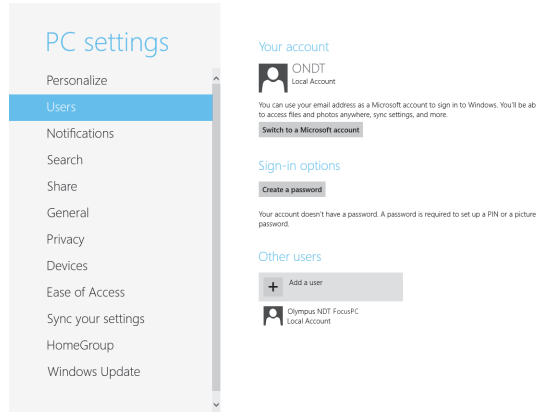 PC settings
Personalize
Users
Notifications
Search
Share
General
Privacy
Devices
Ease of Access
Sync your settings
HomeGroup
Windows Update
Your account
ONDT
Local Account
You can use your email address as a Microsoft account to sign in to Windows. You'll be ab
to access files and photos anywhere, sync settings, and more.
Switch to a Microsoft account
Sign-in options
Create a password
Your account doesn't have a password. A password is required to set up a PIN or a picture
password.
Other users
Add a user
Olympus NDT FocusPC
Local Account